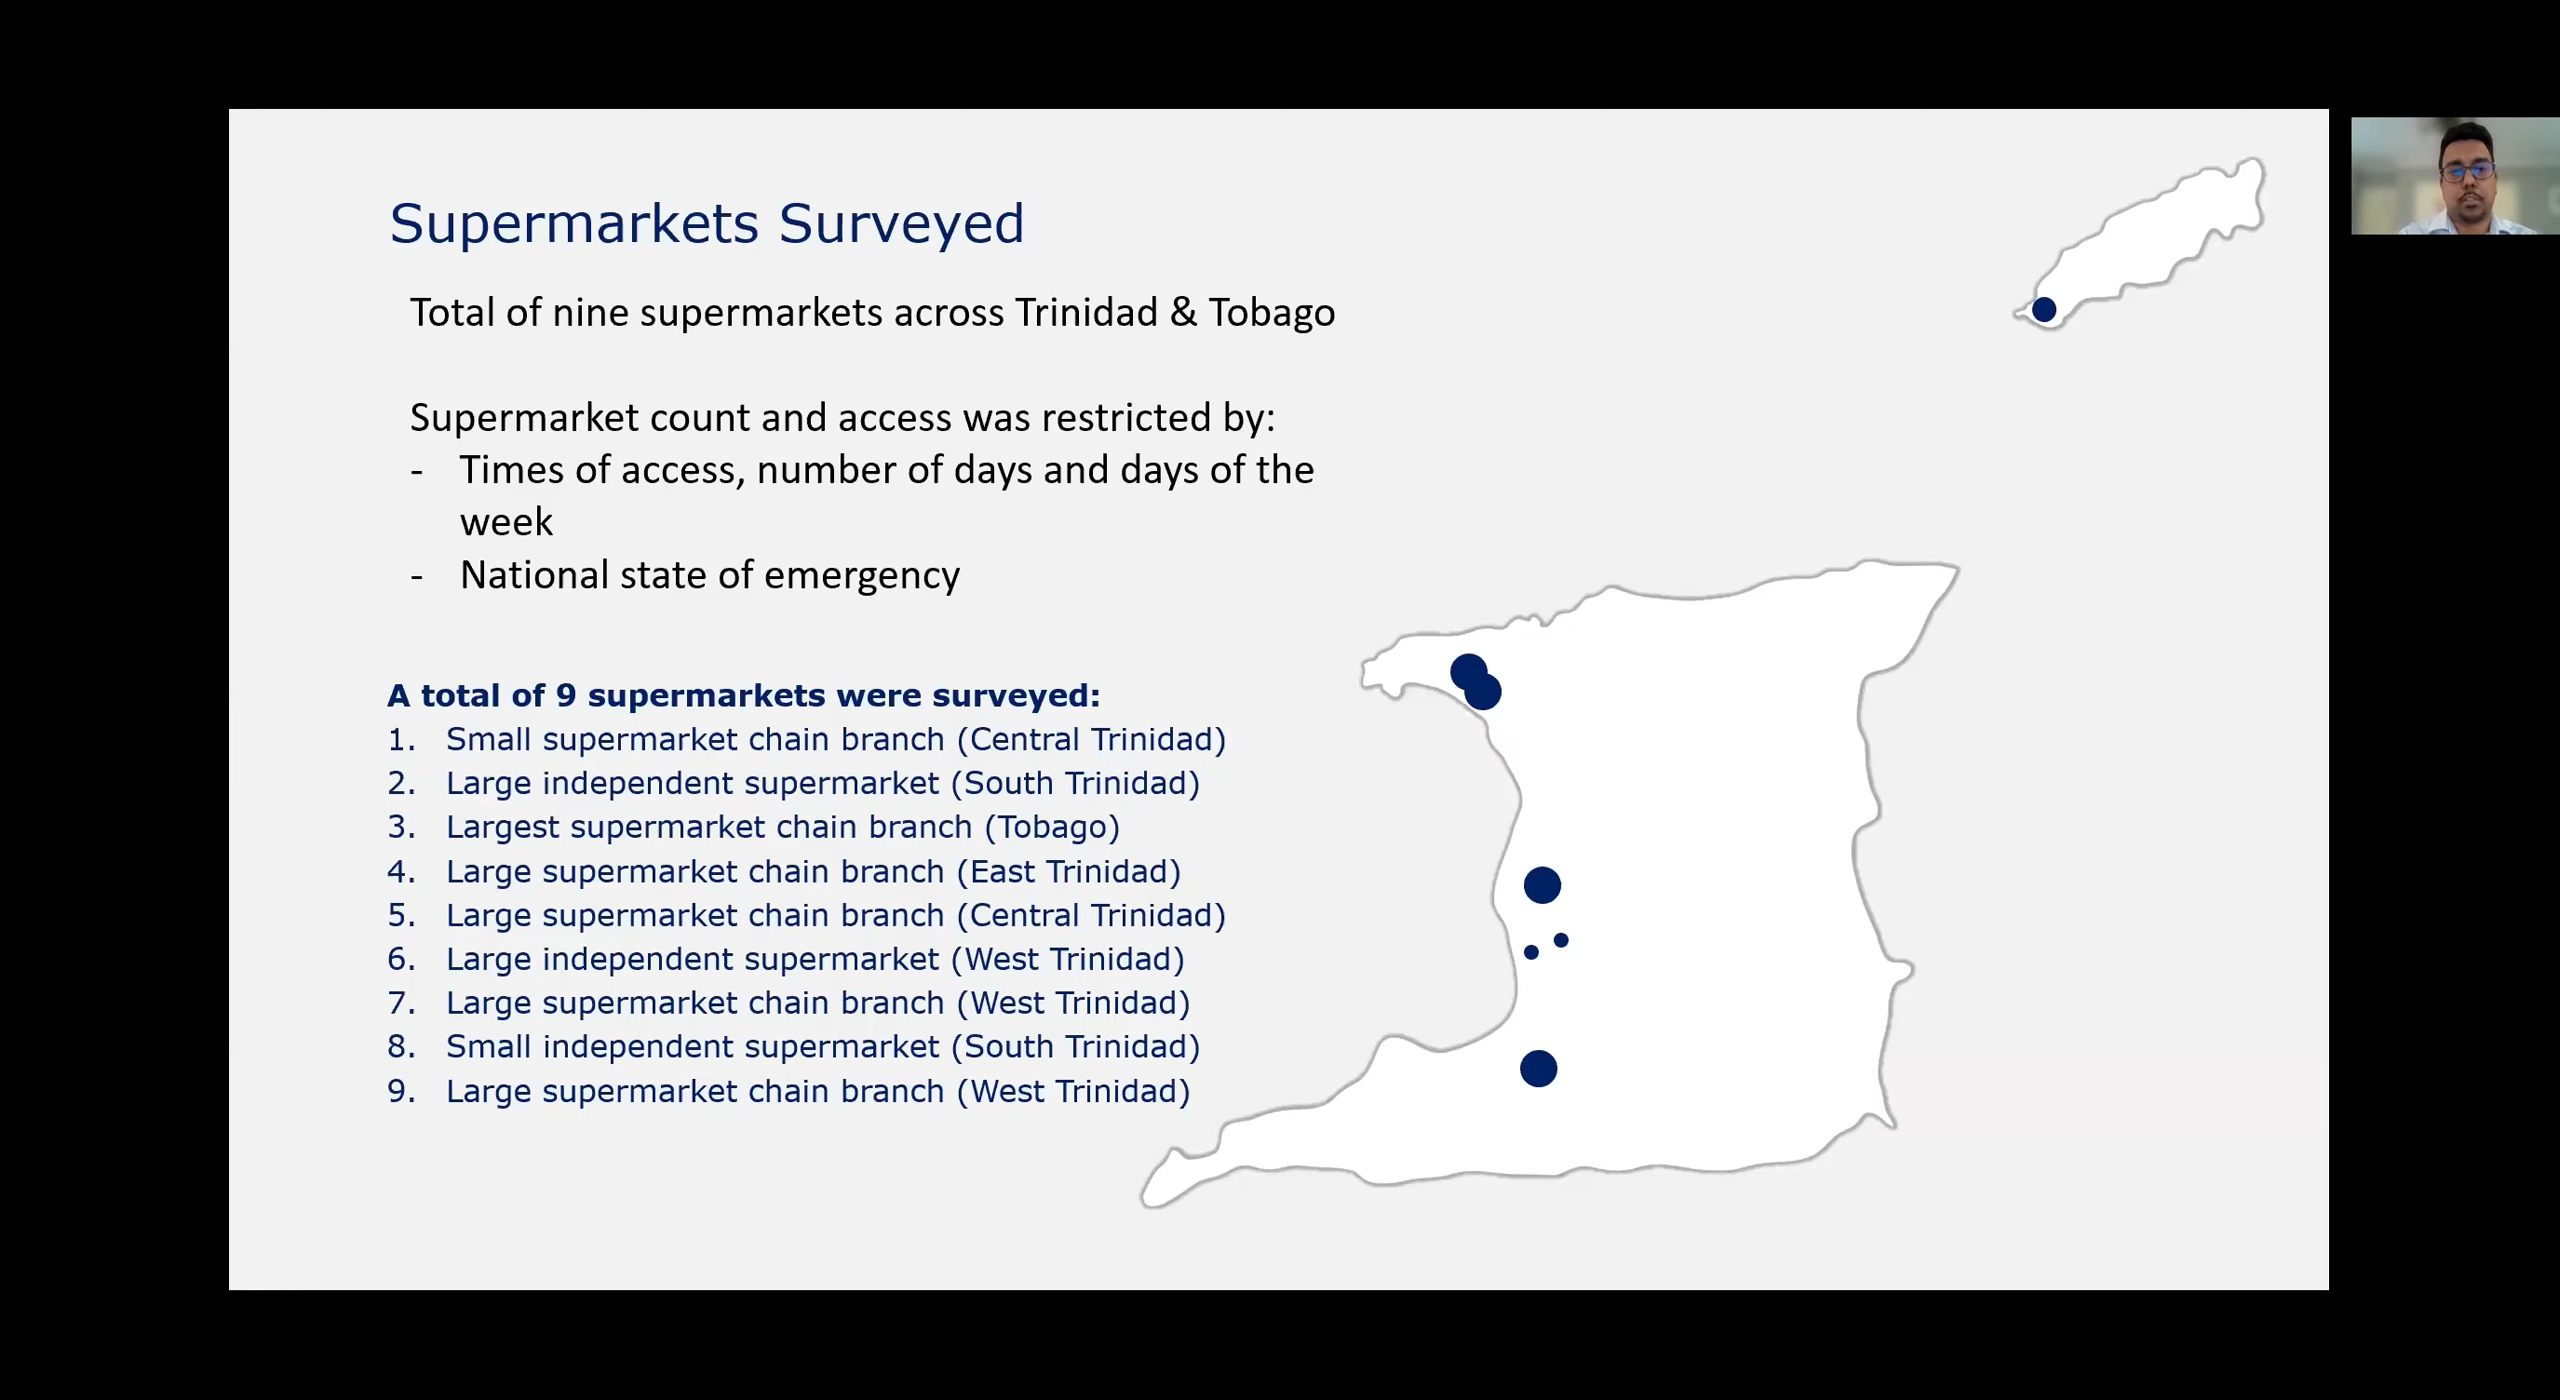 Supermarkets Surveyed
Total of nine supermarkets across Trinidad & Tobago
Supermarket count and access was restricted by:
- Times of access, number of days and days of the
week
- National state of emergency
A total of 9 supermarkets were surveyed:
1. Small supermarket chain branch (Central Trinidad)
2. Large independent supermarket (South Trinidad)
3. Largest supermarket chain branch (Tobago)
4. Large supermarket chain branch (East Trinidad)
5. Large supermarket chain branch (Central Trinidad)
6. Large independent supermarket (West Trinidad)
7. Large supermarket chain branch (West Trinidad)
8. Small independent supermarket (South Trinidad)
9. Large supermarket chain branch (West Trinidad)